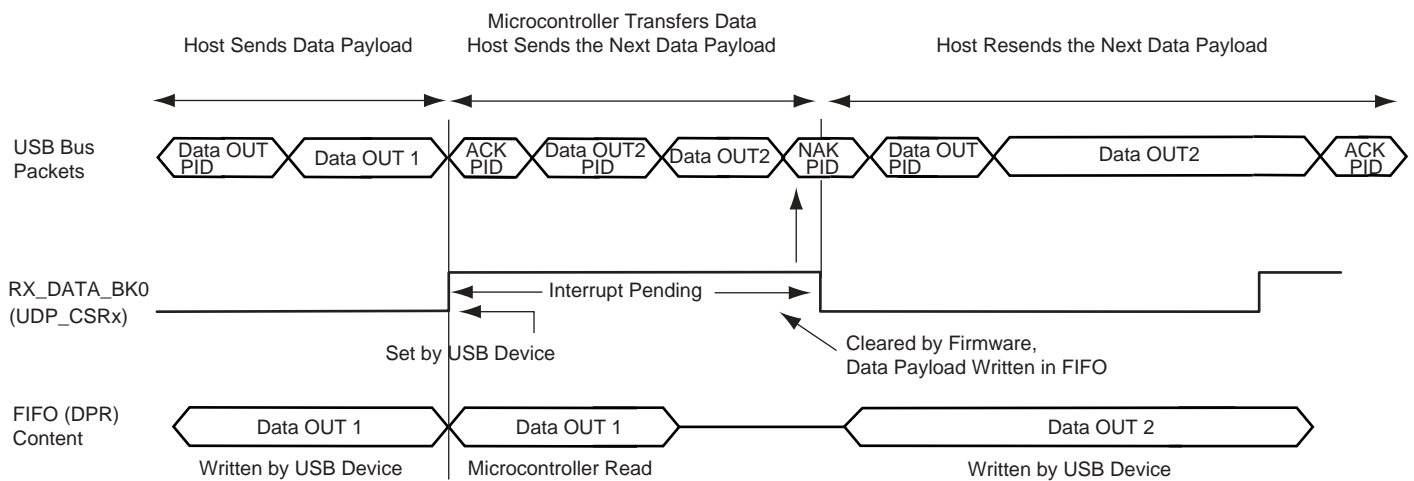 Microcontroller Transfers Data
Host Sends Data Payload
Host Sends the Next Data Payload
Host Resends the Next Data Payload
USB Bus
Packets
Data OUT
PID
Data OUT 1
ACK
PID
Data OUT2
PID
Data OUT2
NAK
PID
Data OUT
PID
Data OUT2
ACK
PID
RX_DATA_BK0
(UDP_CSRx)
Interrupt Pending
Set by USB Device
Cleared by Firmware,
Data Payload Written in FIFO
FIFO (DPR)
Content
Data OUT 1
Data OUT 1
Data OUT 2
Written by USB Device
Microcontroller Read
Written by USB Device